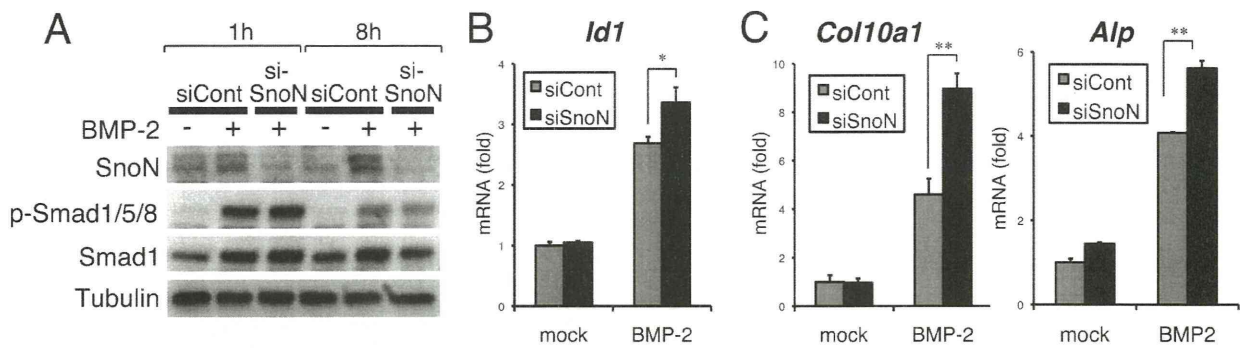 A
1h 8h
siCont si-SnoN siCont si-SnoN
BMP-2 - + + - + +
SnoN
p-Smad1/5/8
Smad1
Tubulin
B
Id1
*
siCont
siSnoN
mRNA (fold)
4
3
2
1
0
mock BMP-2
C
Col10a1
**
siCont
siSnoN
mRNA (fold)
10
8
6
4
2
0
mock BMP-2
Alp
**
siCont
siSnoN
mRNA (fold)
6
4
2
0
mock BMP2